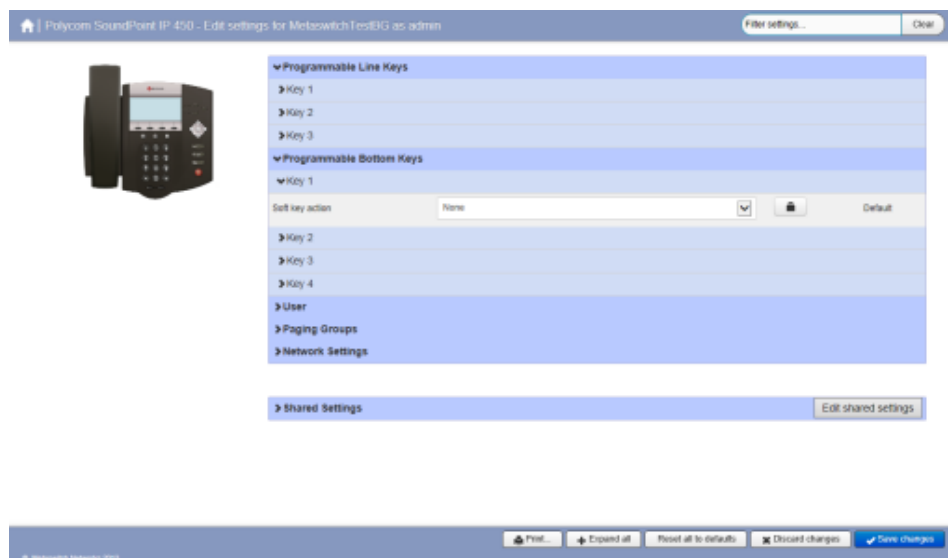 Polycom SoundPoint IP 450 - Edit settings for MetaswitchTestBG as admin
Filter settings...
Clear
Programmable Line Keys
Key 1
Key 2
Key 3
Programmable Bottom Keys
Key 1
Soft key action
None
Default
Key 2
Key 3
Key 4
User
Paging Groups
Network Settings
Shared Settings
Edit shared settings
Print...
Expand all
Reset all to defaults
Discard changes
Save changes